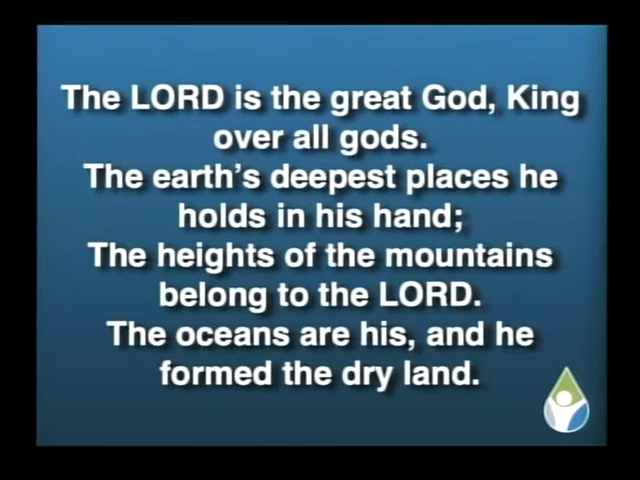 The LORD is the great God, King
over all gods.
The earth's deepest places he
holds in his hand;
The heights of the mountains
belong to the LORD.
The oceans are his, and he
formed the dry land.